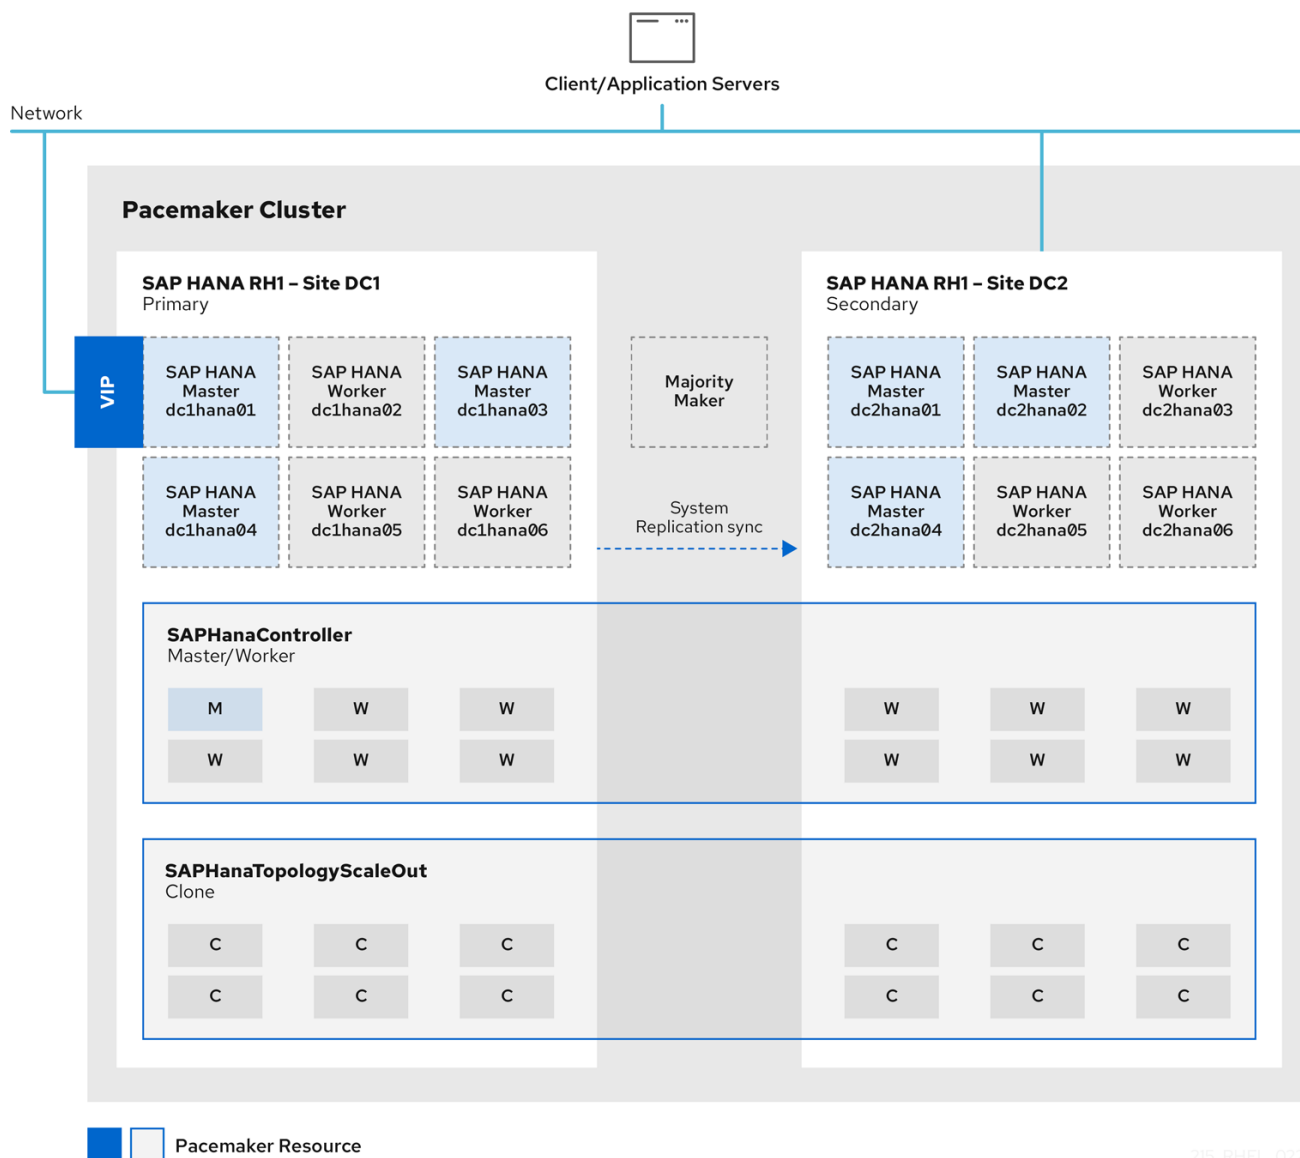 Client/Application Servers
Network
Pacemaker Cluster
SAP HANA RH1 – Site DC1
Primary
SAP HANA RH1 – Site DC2
Secondary
VIP
SAP HANA
Master
dc1hana01
SAP HANA
Worker
dc1hana02
SAP HANA
Master
dc1hana03
Majority
Maker
SAP HANA
Master
dc2hana01
SAP HANA
Master
dc2hana02
SAP HANA
Worker
dc2hana03
SAP HANA
Master
dc1hana04
SAP HANA
Worker
dc1hana05
SAP HANA
Worker
dc1hana06
System
Replication sync
SAP HANA
Master
dc2hana04
SAP HANA
Worker
dc2hana05
SAP HANA
Worker
dc2hana06
SAPHanaController
Master/Worker
M W W W W W
W W W W W W
SAPHanaTopologyScaleOut
Clone
C C C C C C
C C C C C C
Pacemaker Resource